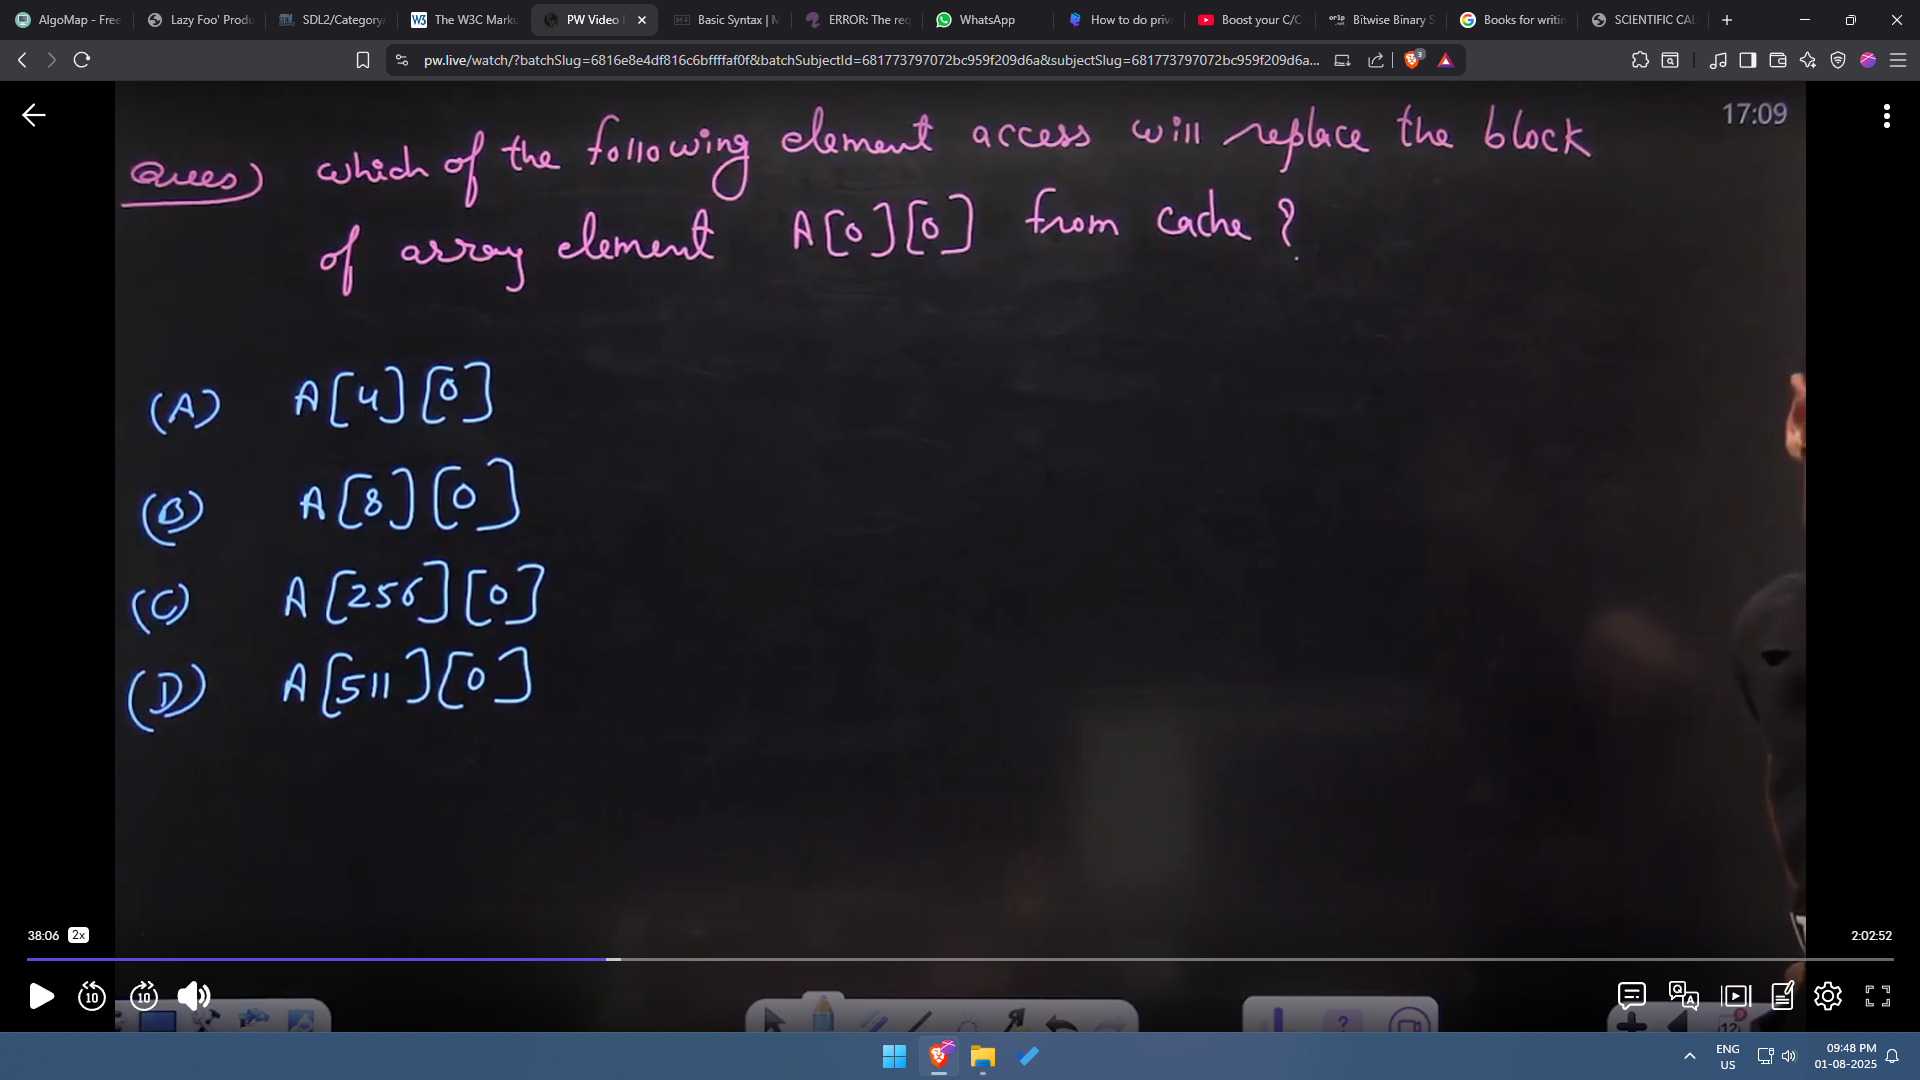 AlgoMap - Free
Lazy Foo' Produ
SDL2/Category
The W3C Mark
PW Video
Basic Syntax | M
ERROR: The req
WhatsApp
How to do priv
Boost your C/C
Bitwise Binary S
Books for writin
SCIENTIFIC CAL
pw.live/watch/?batchSlug=6816e8e4df816c6bffffaf0f&batchSubjectId=681773797072bc959f209d6a&subjectSlug=681773797072bc959f209d6a...
3
17:09
Ques) which of the following element access will replace the block
of array element A[0][0] from cache?
(A) A[4][0]
(B) A[8][0]
(C) A[256][0]
(D) A[511][0]
38:06 2x
2:02:52
10 10
Q A
ENG
US
09:48 PM
01-08-2025